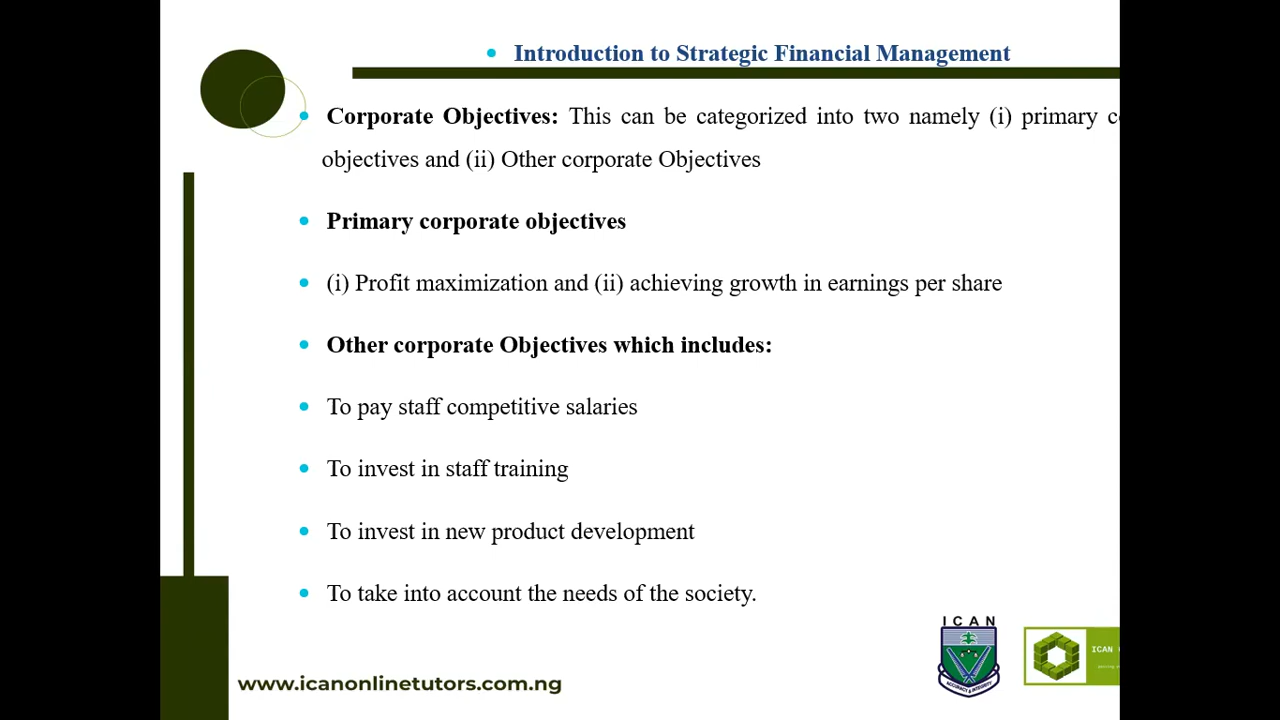 Introduction to Strategic Financial Management
Corporate Objectives: This can be categorized into two namely (i) primary
objectives and (ii) Other corporate Objectives
Primary corporate objectives
(i) Profit maximization and (ii) achieving growth in earnings per share
Other corporate Objectives which includes:
To pay staff competitive salaries
To invest in staff training
To invest in new product development
To take into account the needs of the society.
ICAN
ACCURACY & INTEGRITY
ICAN
www.icanonlinetutors.com.ng